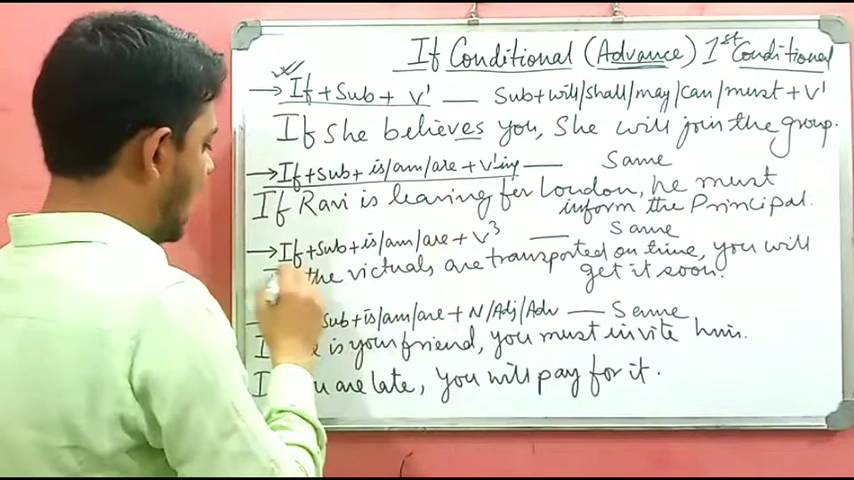 If Conditional (Advance) 1st Conditional
→ If + Sub + V¹ — Sub + will/shall/may/can/must + V¹
If She believes you, She will join the group.
→ If + Sub + is/am/are + V¹ing — Same
If Ravi is leaving for London, he must
inform the Principal.
→ If + Sub + is/am/are + V³ — Same
the victuals are transported on time, you will
get it soon.
Sub + is/am/are + N/Adj/Adv — Same
is your friend, you must invite him.
are late, you will pay for it.